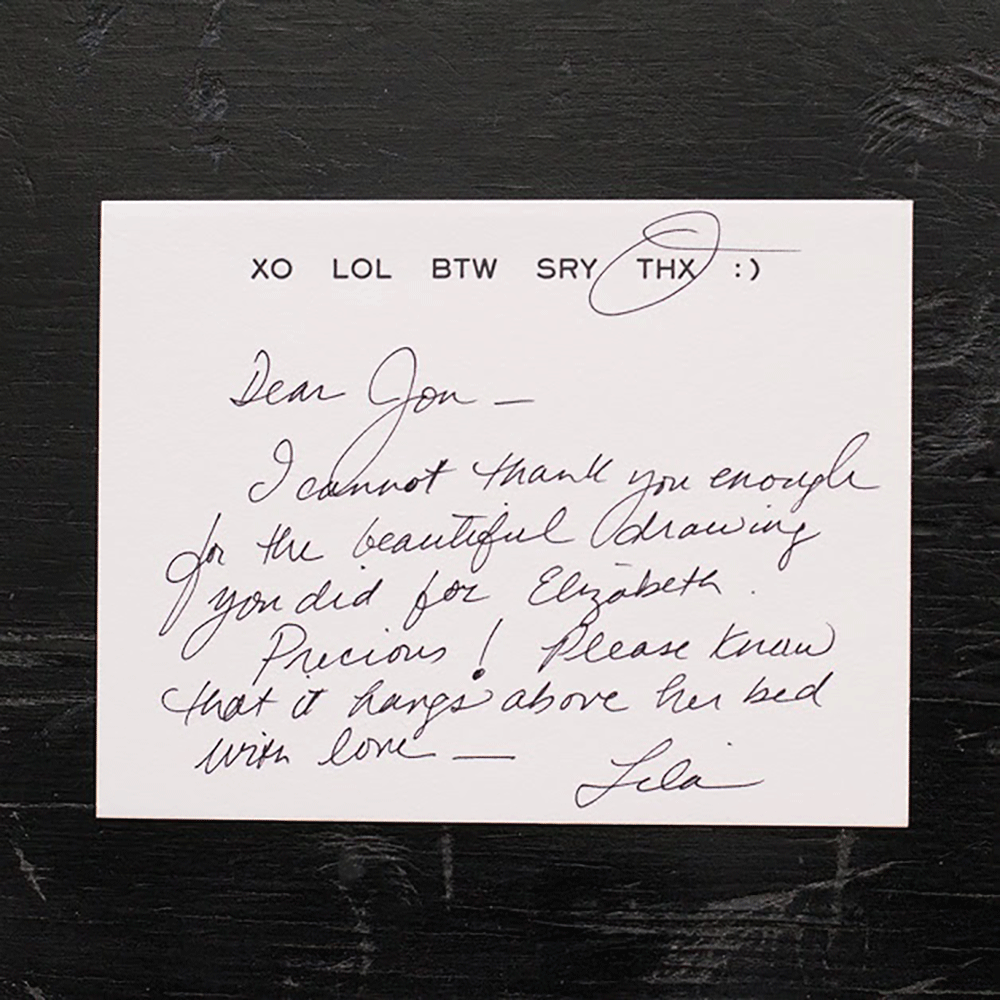 XO LOL BTW SRY THX :)
Dear Jon —
I cannot thank you enough
for the beautiful drawing
you did for Elizabeth.
Precious! Please know
that it hangs above her bed
with love —
Lila